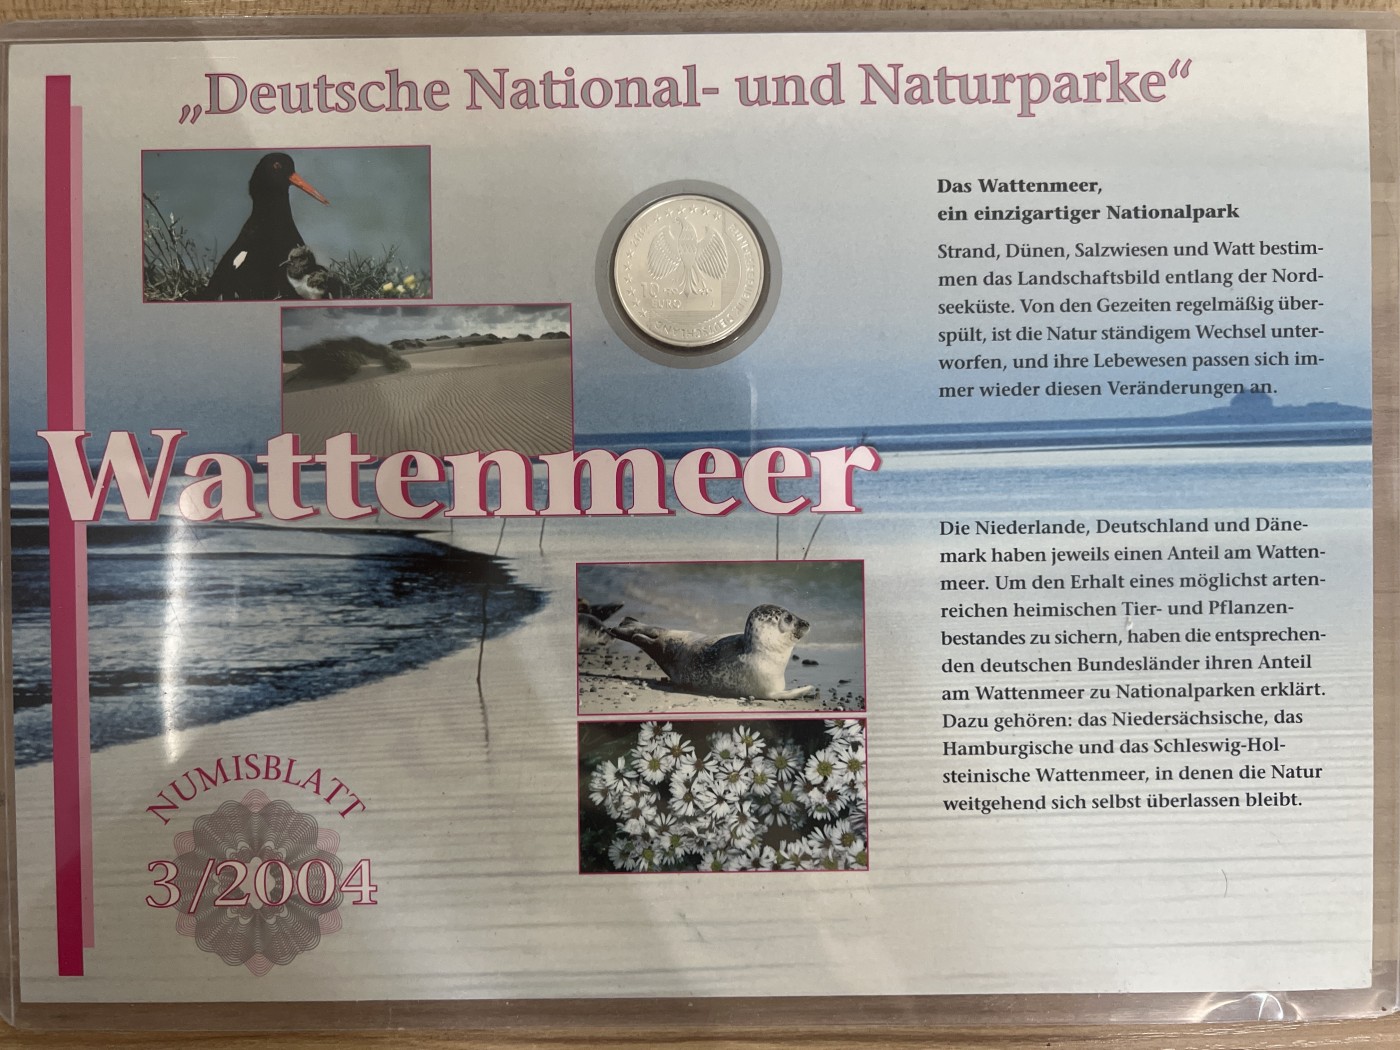 „Deutsche National- und Naturparke“
Das Wattenmeer,
ein einzigartiger Nationalpark
Strand, Dünen, Salzwiesen und Watt bestim-
men das Landschaftsbild entlang der Nord-
seeküste. Von den Gezeiten regelmäßig über-
spült, ist die Natur ständigem Wechsel unter-
worfen, und ihre Lebewesen passen sich im-
mer wieder diesen Veränderungen an.
10
EURO
BUNDESREPUBLIK DEUTSCHLAND
Wattenmeer
Die Niederlande, Deutschland und Däne-
mark haben jeweils einen Anteil am Watten-
meer. Um den Erhalt eines möglichst arten-
reichen heimischen Tier- und Pflanzen-
bestandes zu sichern, haben die entsprechen-
den deutschen Bundesländer ihren Anteil
am Wattenmeer zu Nationalparken erklärt.
Dazu gehören: das Niedersächsische, das
Hamburgische und das Schleswig-Hol-
steinische Wattenmeer, in denen die Natur
weitgehend sich selbst überlassen bleibt.
NUMISBLATT
3/2004